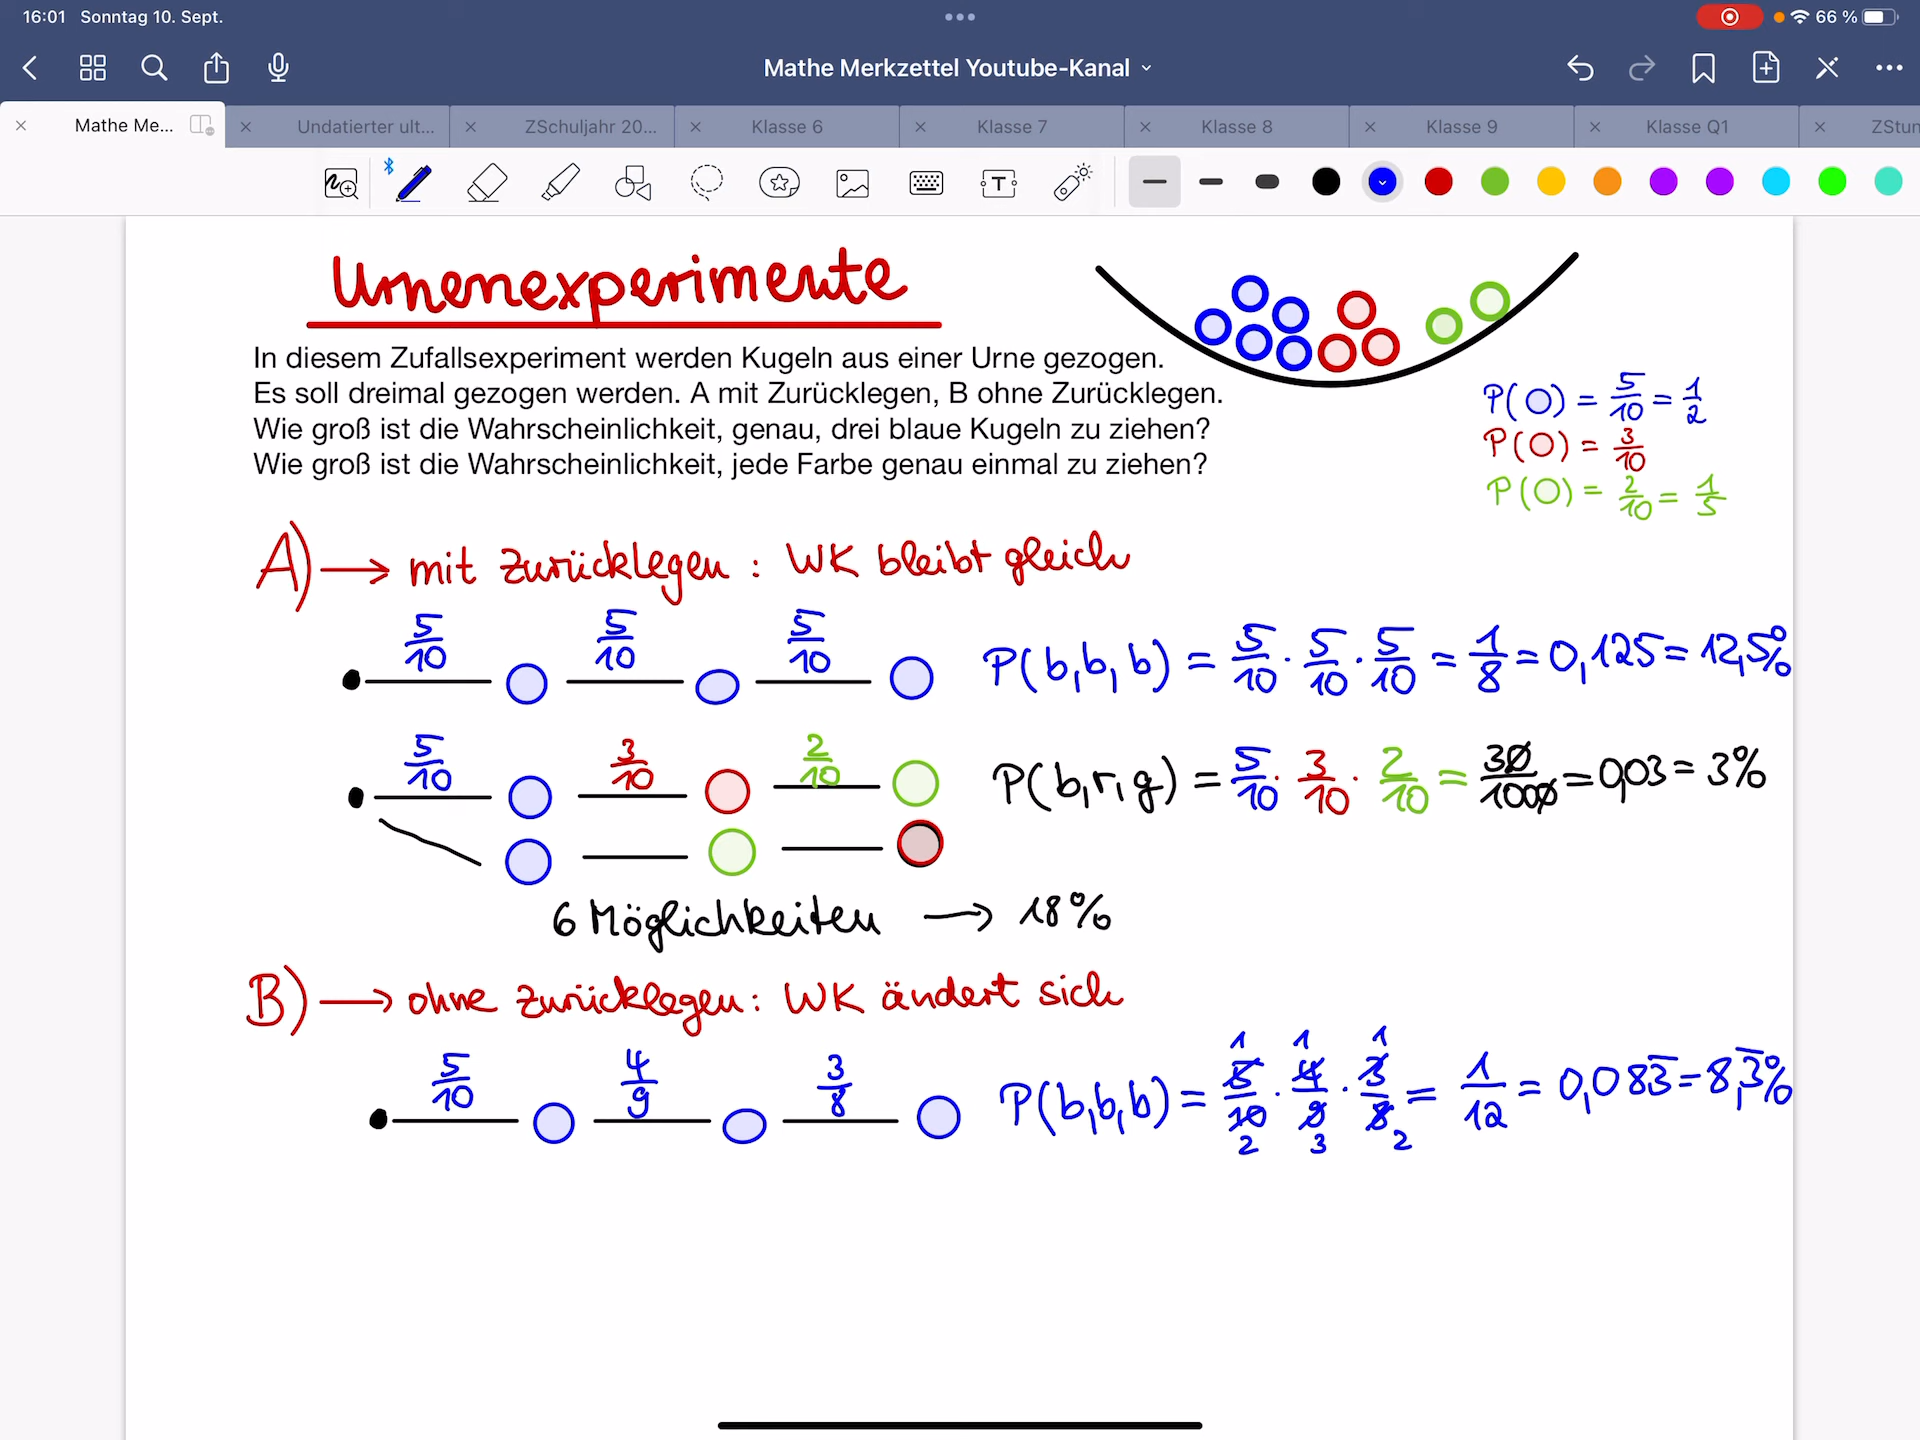 16:01 Sonntag 10. Sept.
66 %
Mathe Merkzettel Youtube-Kanal
Mathe Me... Undatierter ult... ZSchuljahr 20... Klasse 6 Klasse 7 Klasse 8 Klasse 9 Klasse Q1 ZStun
T
Urnenexperimente
In diesem Zufallsexperiment werden Kugeln aus einer Urne gezogen.
Es soll dreimal gezogen werden. A mit Zurücklegen, B ohne Zurücklegen.
Wie groß ist die Wahrscheinlichkeit, genau, drei blaue Kugeln zu ziehen?
Wie groß ist die Wahrscheinlichkeit, jede Farbe genau einmal zu ziehen?
P(O) = 5/10 = 1/2
P(O) = 3/10
P(O) = 2/10 = 1/5
A) → mit Zurücklegen : WK bleibt gleich
5/10 5/10 5/10 P(b,b,b) = 5/10 · 5/10 · 5/10 = 1/8 = 0,125 = 12,5%
5/10 3/10 2/10 P(b,r,g) = 5/10 · 3/10 · 2/10 = 30/1000 = 0,03 = 3%
6 Möglichkeiten → 18%
B) → ohne Zurücklegen: WK ändert sich
1 1 1
5/10 4/9 3/8 P(b,b,b) = 5/10 · 4/9 · 3/8 = 1/12 = 0,083̅ = 8,3̅%
2 3 2